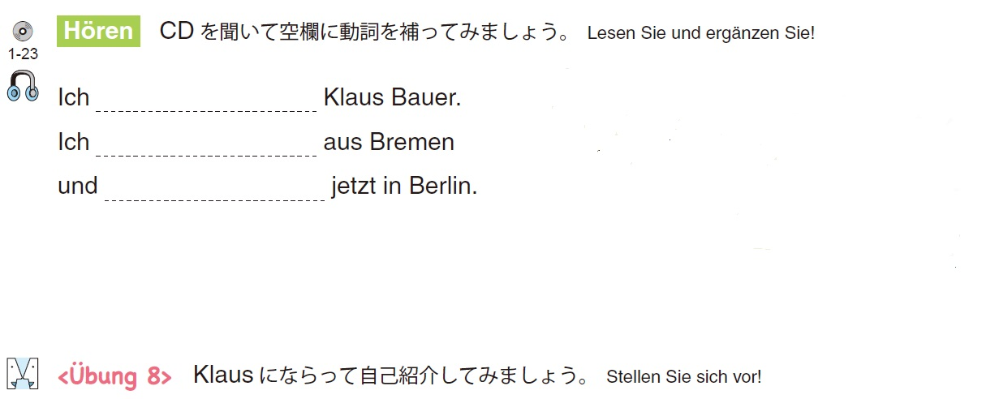 Hören CD を聞いて空欄に動詞を補ってみましょう。 Lesen Sie und ergänzen Sie!
1-23
Ich ______ Klaus Bauer.
Ich ______ aus Bremen
und ______ jetzt in Berlin.
<Übung 8> Klaus にならって自己紹介してみましょう。 Stellen Sie sich vor!